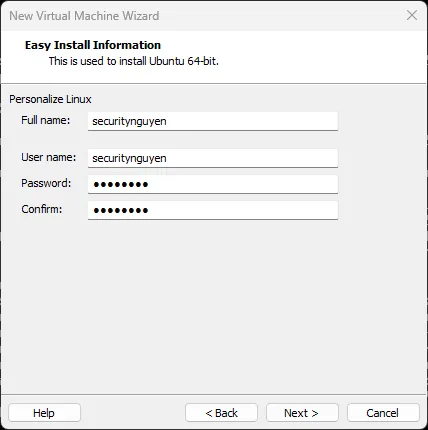 New Virtual Machine Wizard
Easy Install Information
This is used to install Ubuntu 64-bit.
Personalize Linux
Full name: securitynguyen
User name: securitynguyen
Password: ●●●●●●●●
Confirm: ●●●●●●●●
Help < Back Next > Cancel